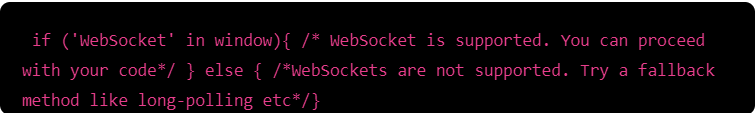 if ('WebSocket' in window){ /* WebSocket is supported. You can proceed
with your code*/ } else { /*WebSockets are not supported. Try a fallback
method like long-polling etc*/}